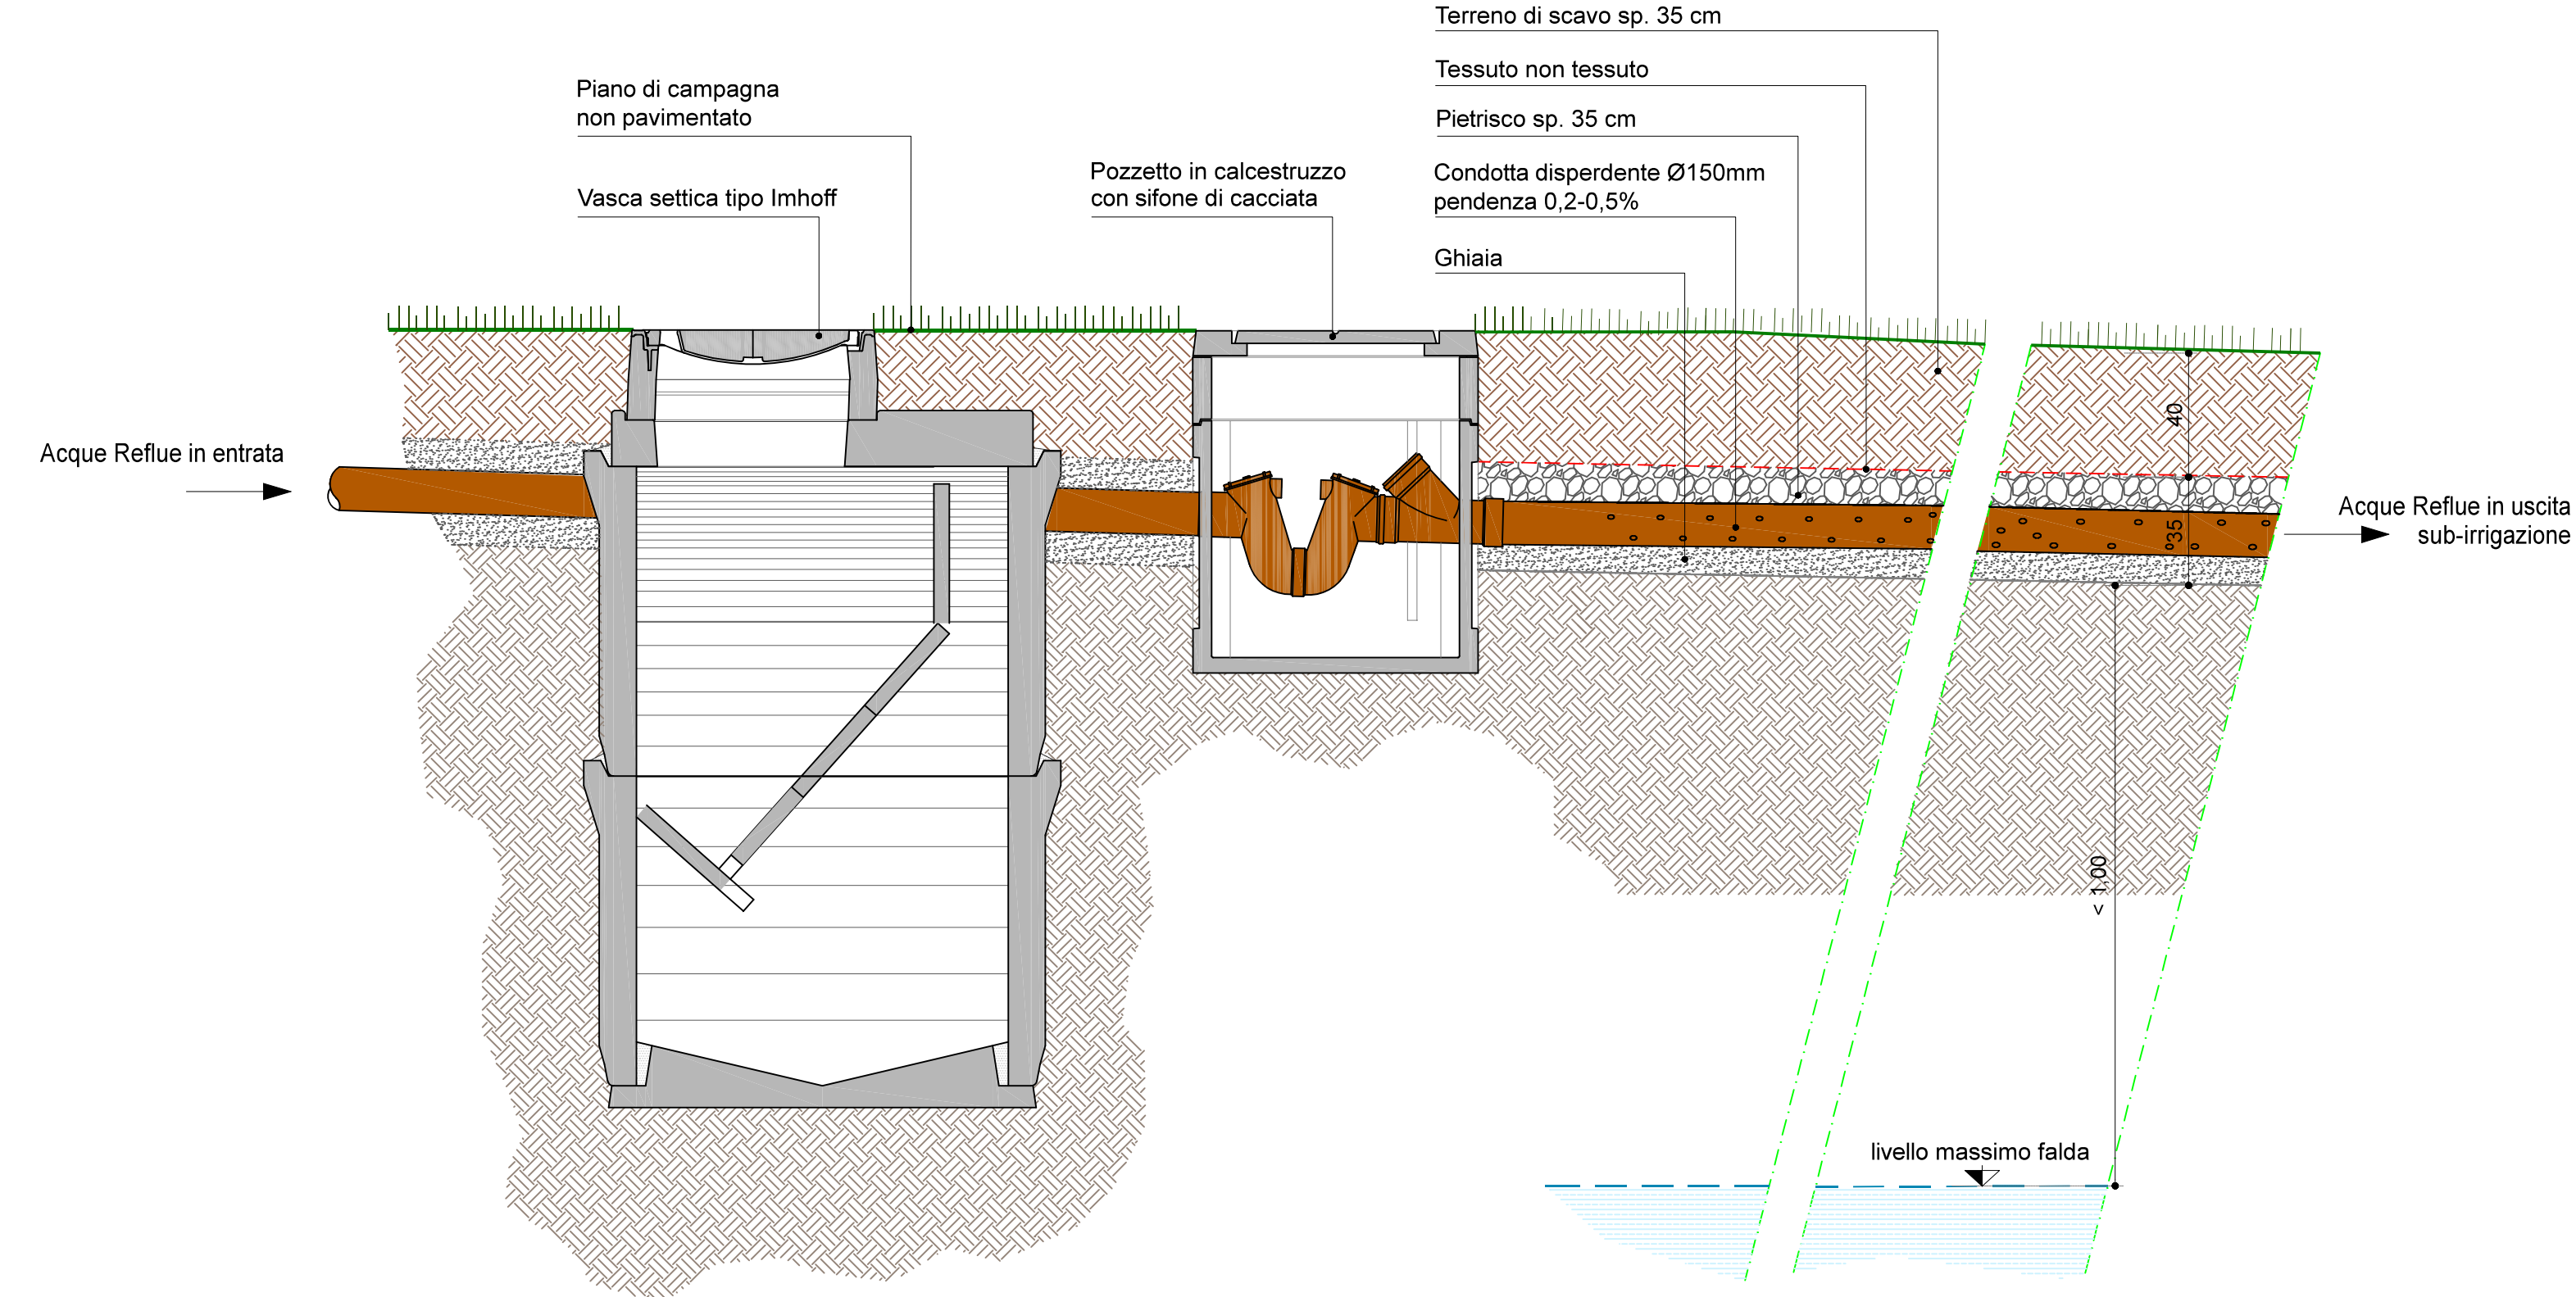 Terreno di scavo sp. 35 cm
Tessuto non tessuto
Piano di campagna
non pavimentato
Pietrisco sp. 35 cm
Pozzetto in calcestruzzo
con sifone di cacciata
Condotta disperdente Ø150mm
pendenza 0,2-0,5%
Vasca settica tipo Imhoff
Ghiaia
Acque Reflue in entrata
40
35
Acque Reflue in uscita
sub-irrigazione
< 1,00
livello massimo falda